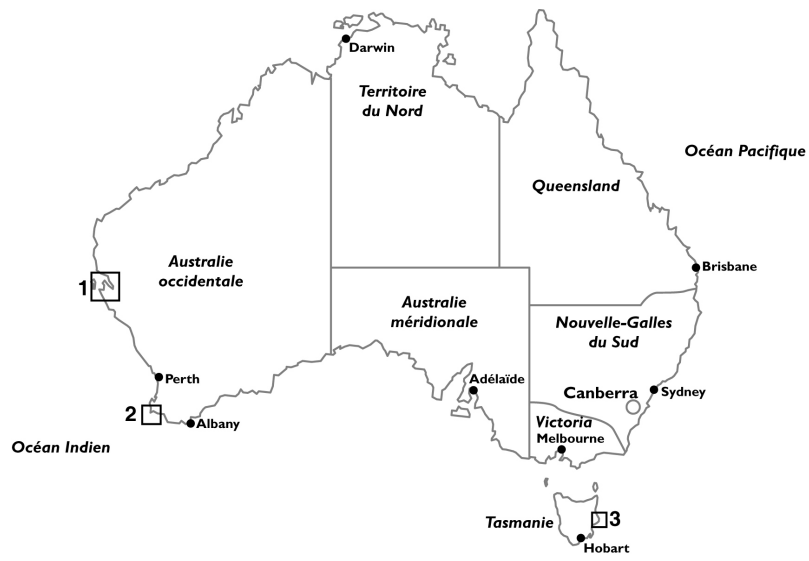 Darwin
Territoire
du Nord
Océan Pacifique
Queensland
Australie
occidentale
Brisbane
1
Australie
méridionale
Nouvelle-Galles
du Sud
Perth
Adélaïde
Canberra
Sydney
2
Albany
Victoria
Melbourne
Océan Indien
Tasmanie
3
Hobart